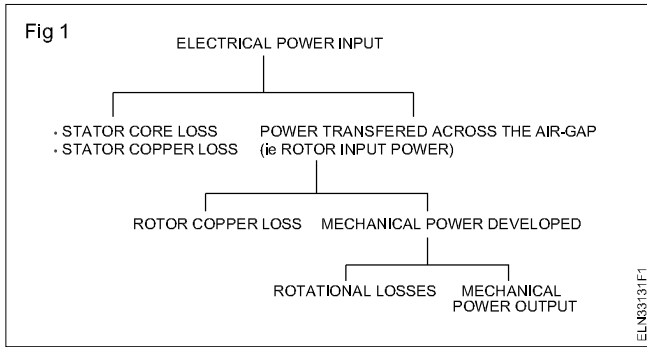 Fig 1
ELECTRICAL POWER INPUT
• STATOR CORE LOSS
• STATOR COPPER LOSS
POWER TRANSFERED ACROSS THE AIR-GAP
(ie ROTOR INPUT POWER)
ROTOR COPPER LOSS
MECHANICAL POWER DEVELOPED
ROTATIONAL LOSSES
MECHANICAL
POWER OUTPUT
ELN33131F1